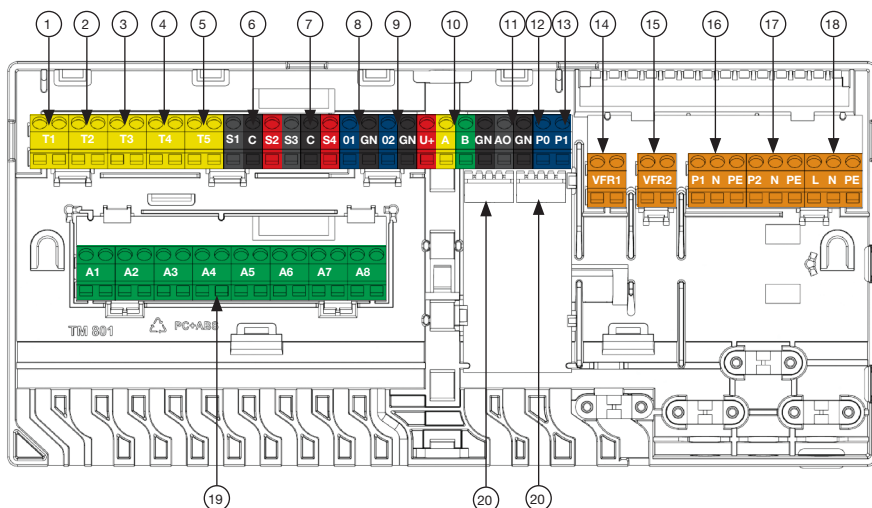 1 2 3 4 5 6 7 8 9 10 11 12 13 14 15 16 17 18
T1 T2 T3 T4 T5 S1 C S2 S3 C S4 01 GN 02 GN U+ A B GN AO GN P0 P1
VFR1 VFR2 P1 N PE P2 N PE L N PE
A1 A2 A3 A4 A5 A6 A7 A8
TM 801 PC+ABS
19 20 20